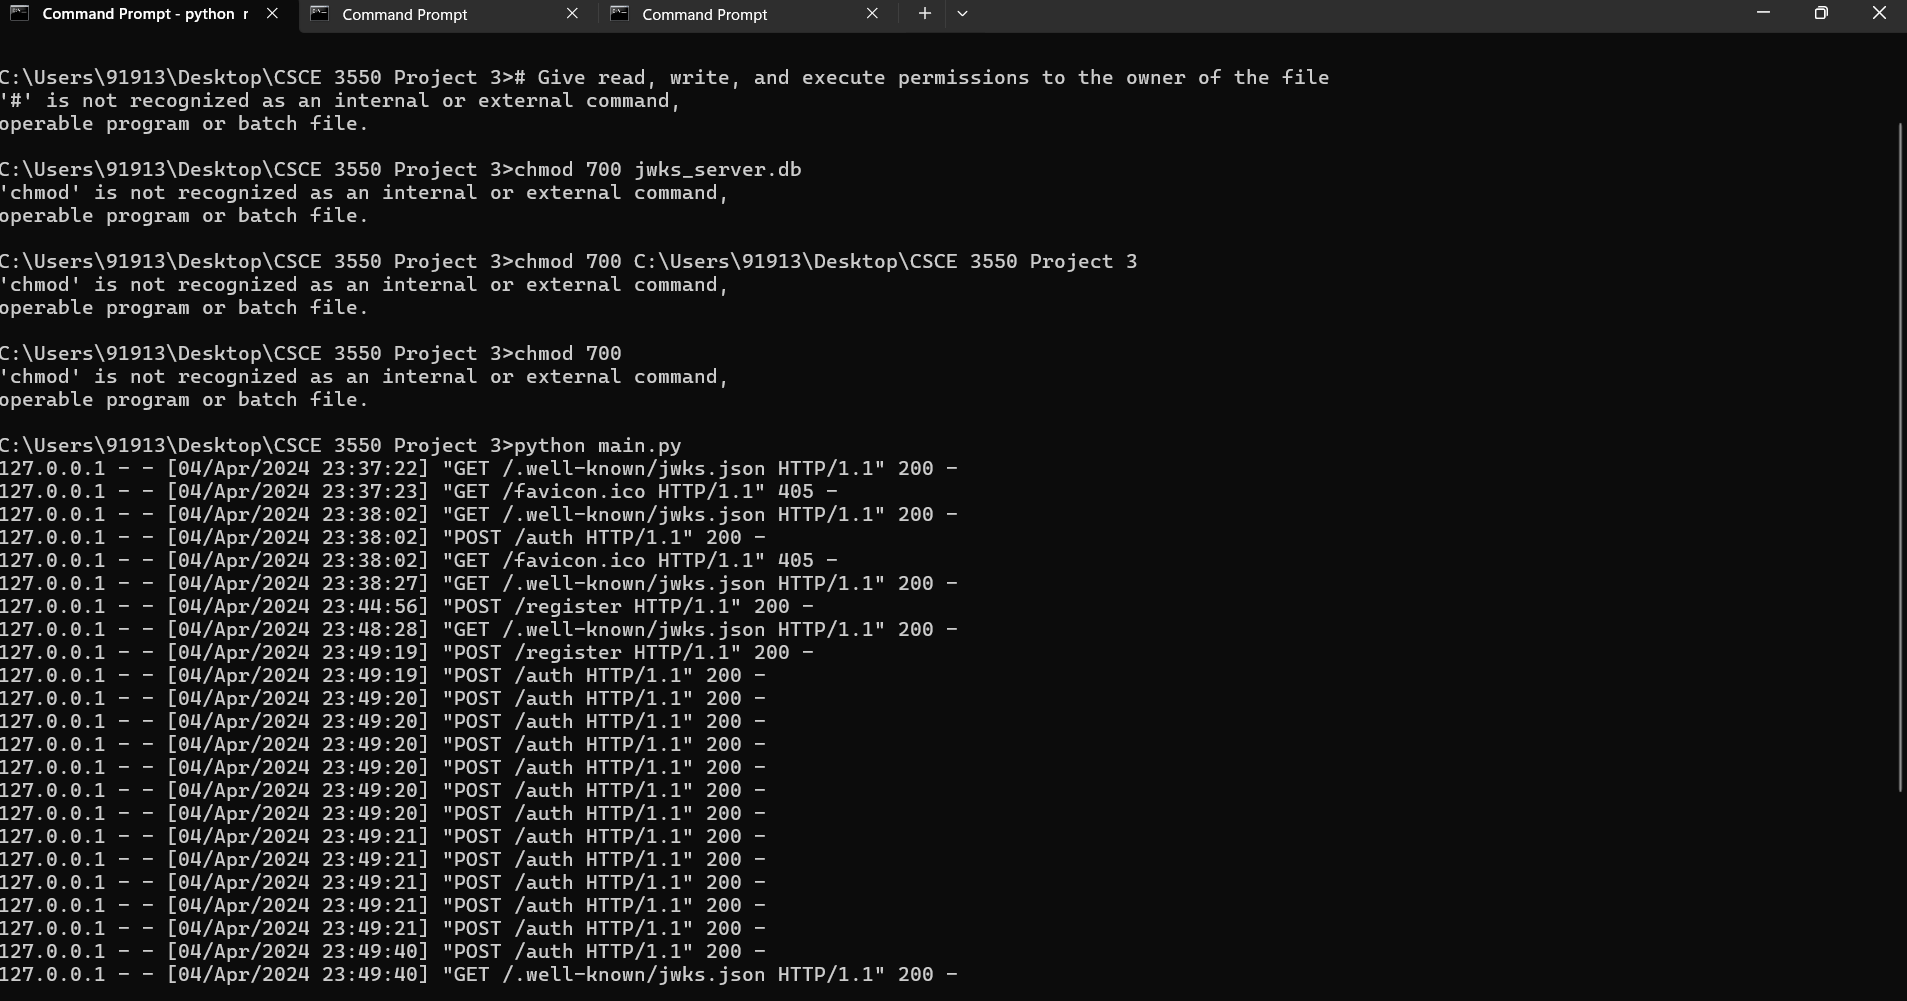 Command Prompt - python r
Command Prompt
Command Prompt
C:\Users\91913\Desktop\CSCE 3550 Project 3># Give read, write, and execute permissions to the owner of the file
'#' is not recognized as an internal or external command,
operable program or batch file.
C:\Users\91913\Desktop\CSCE 3550 Project 3>chmod 700 jwks_server.db
'chmod' is not recognized as an internal or external command,
operable program or batch file.
C:\Users\91913\Desktop\CSCE 3550 Project 3>chmod 700 C:\Users\91913\Desktop\CSCE 3550 Project 3
'chmod' is not recognized as an internal or external command,
operable program or batch file.
C:\Users\91913\Desktop\CSCE 3550 Project 3>chmod 700
'chmod' is not recognized as an internal or external command,
operable program or batch file.
C:\Users\91913\Desktop\CSCE 3550 Project 3>python main.py
127.0.0.1 - - [04/Apr/2024 23:37:22] "GET /.well-known/jwks.json HTTP/1.1" 200 -
127.0.0.1 - - [04/Apr/2024 23:37:23] "GET /favicon.ico HTTP/1.1" 405 -
127.0.0.1 - - [04/Apr/2024 23:38:02] "GET /.well-known/jwks.json HTTP/1.1" 200 -
127.0.0.1 - - [04/Apr/2024 23:38:02] "POST /auth HTTP/1.1" 200 -
127.0.0.1 - - [04/Apr/2024 23:38:02] "GET /favicon.ico HTTP/1.1" 405 -
127.0.0.1 - - [04/Apr/2024 23:38:27] "GET /.well-known/jwks.json HTTP/1.1" 200 -
127.0.0.1 - - [04/Apr/2024 23:44:56] "POST /register HTTP/1.1" 200 -
127.0.0.1 - - [04/Apr/2024 23:48:28] "GET /.well-known/jwks.json HTTP/1.1" 200 -
127.0.0.1 - - [04/Apr/2024 23:49:19] "POST /register HTTP/1.1" 200 -
127.0.0.1 - - [04/Apr/2024 23:49:19] "POST /auth HTTP/1.1" 200 -
127.0.0.1 - - [04/Apr/2024 23:49:20] "POST /auth HTTP/1.1" 200 -
127.0.0.1 - - [04/Apr/2024 23:49:20] "POST /auth HTTP/1.1" 200 -
127.0.0.1 - - [04/Apr/2024 23:49:20] "POST /auth HTTP/1.1" 200 -
127.0.0.1 - - [04/Apr/2024 23:49:20] "POST /auth HTTP/1.1" 200 -
127.0.0.1 - - [04/Apr/2024 23:49:20] "POST /auth HTTP/1.1" 200 -
127.0.0.1 - - [04/Apr/2024 23:49:20] "POST /auth HTTP/1.1" 200 -
127.0.0.1 - - [04/Apr/2024 23:49:21] "POST /auth HTTP/1.1" 200 -
127.0.0.1 - - [04/Apr/2024 23:49:21] "POST /auth HTTP/1.1" 200 -
127.0.0.1 - - [04/Apr/2024 23:49:21] "POST /auth HTTP/1.1" 200 -
127.0.0.1 - - [04/Apr/2024 23:49:21] "POST /auth HTTP/1.1" 200 -
127.0.0.1 - - [04/Apr/2024 23:49:21] "POST /auth HTTP/1.1" 200 -
127.0.0.1 - - [04/Apr/2024 23:49:40] "POST /auth HTTP/1.1" 200 -
127.0.0.1 - - [04/Apr/2024 23:49:40] "GET /.well-known/jwks.json HTTP/1.1" 200 -